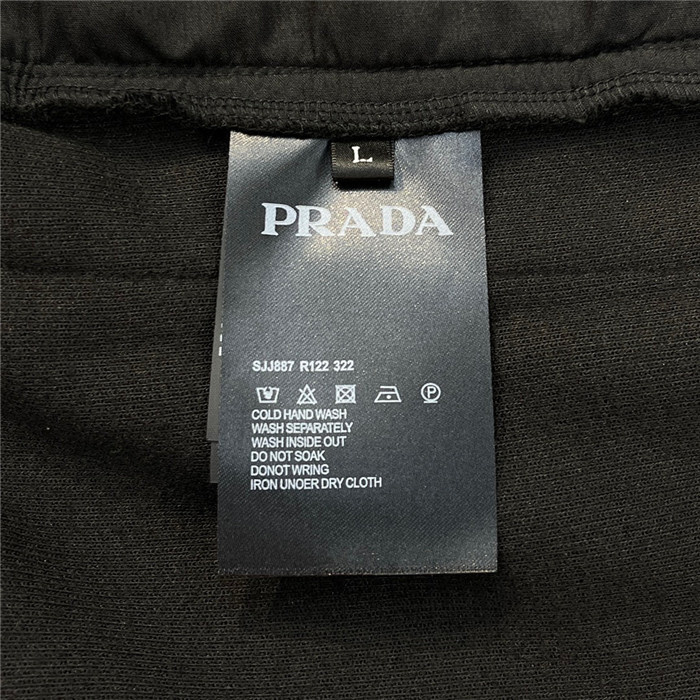 L
PRADA
SJJ887 R122 322
COLD HAND WASH
WASH SEPARATELY
WASH INSIDE OUT
DO NOT SOAK
DONOT WRING
IRON UNDER DRY CLOTH